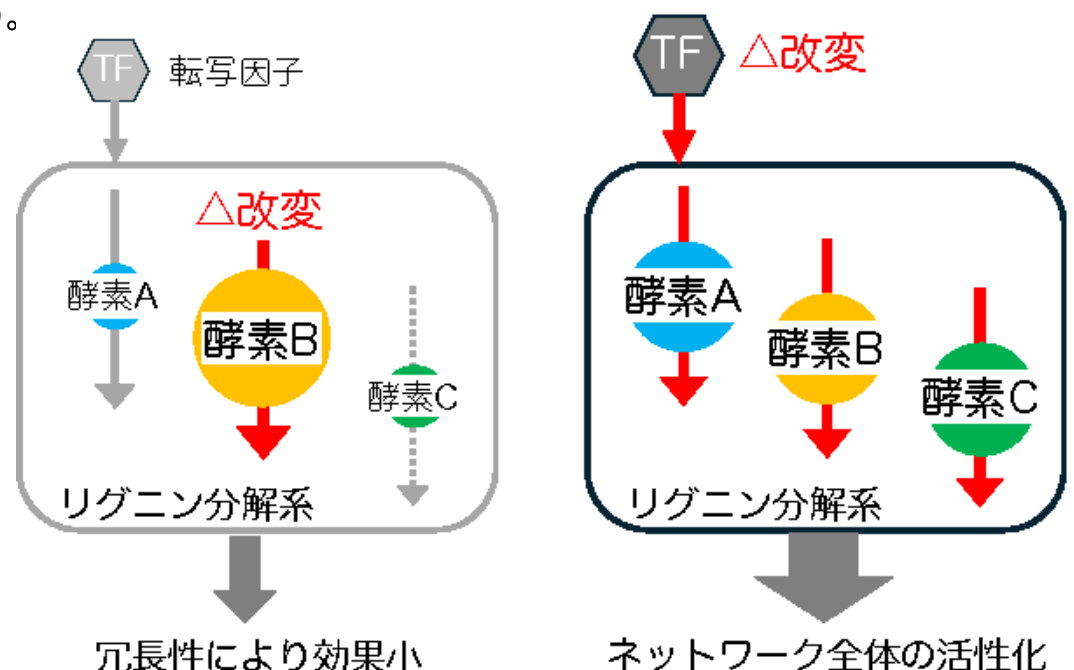 。
TF 転写因子
△改変
酵素A
酵素B
酵素C
リグニン分解系
冗長性により効果小
TF △改変
酵素A
酵素B
酵素C
リグニン分解系
ネットワーク全体の活性化